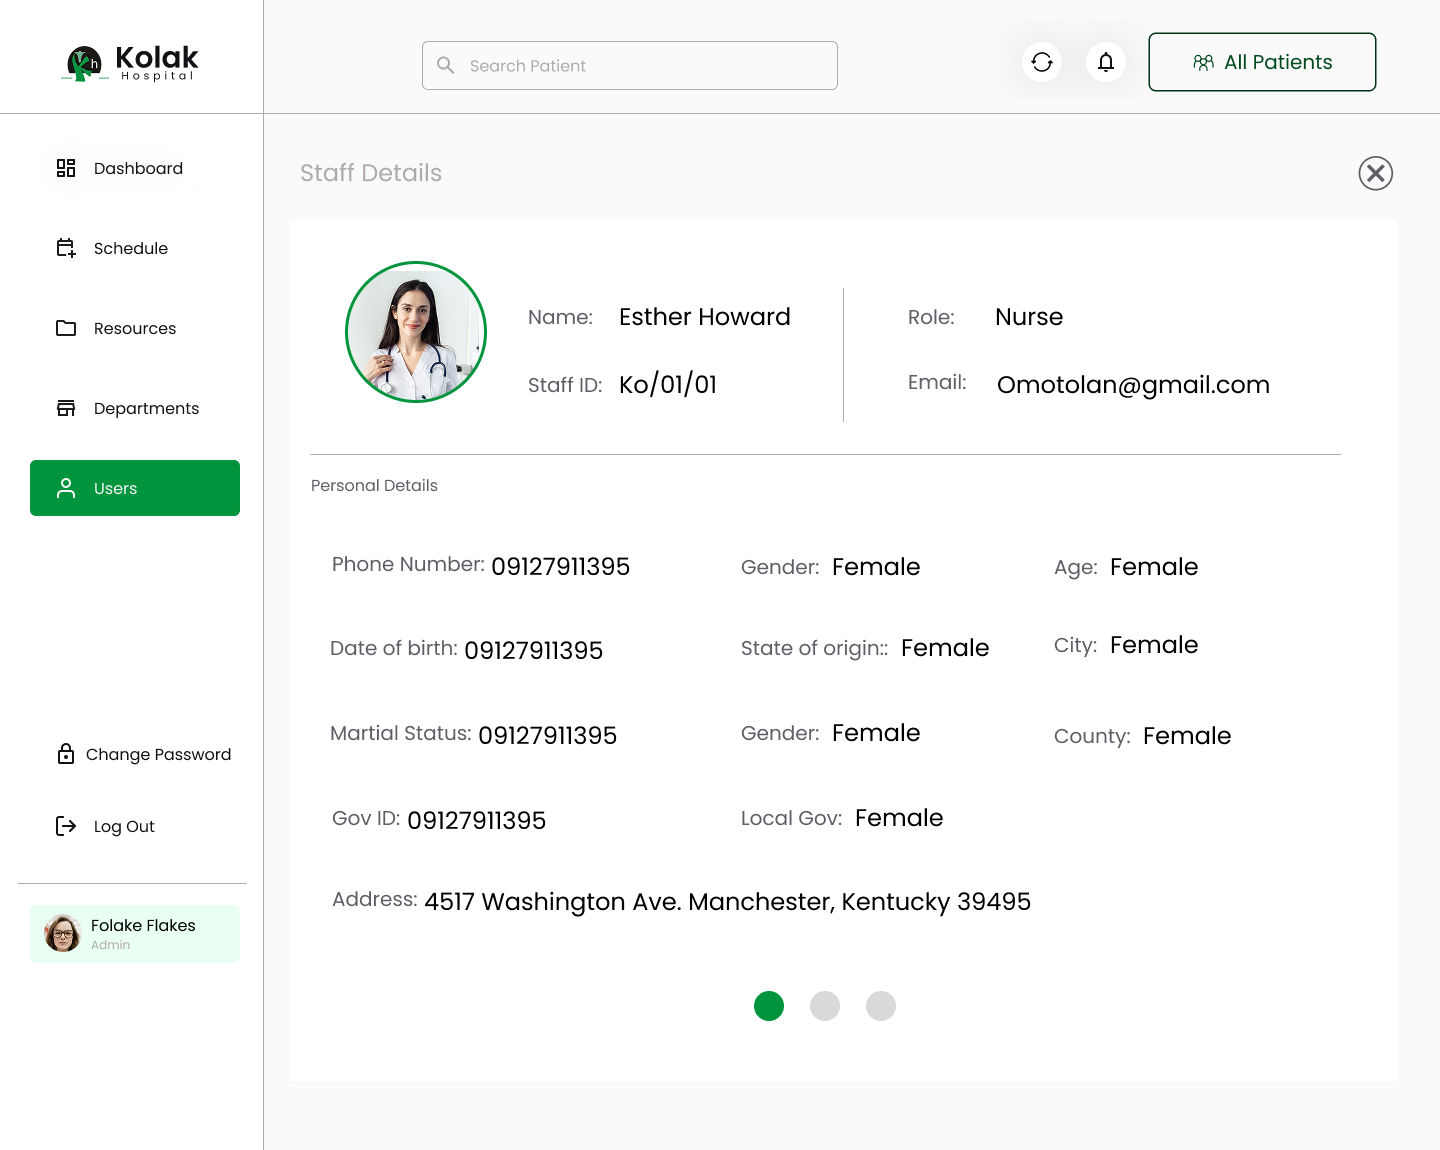 Kolak
Hospital
Kh
Search Patient
All Patients
Dashboard
Schedule
Resources
Departments
Users
Change Password
Log Out
Folake Flakes
Admin
Staff Details
Name: Esther Howard
Role: Nurse
Staff ID: Ko/01/01
Email: Omotolan@gmail.com
Personal Details
Phone Number: 09127911395
Gender: Female
Age: Female
Date of birth: 09127911395
State of origin:: Female
City: Female
Martial Status: 09127911395
Gender: Female
County: Female
Gov ID: 09127911395
Local Gov: Female
Address: 4517 Washington Ave. Manchester, Kentucky 39495